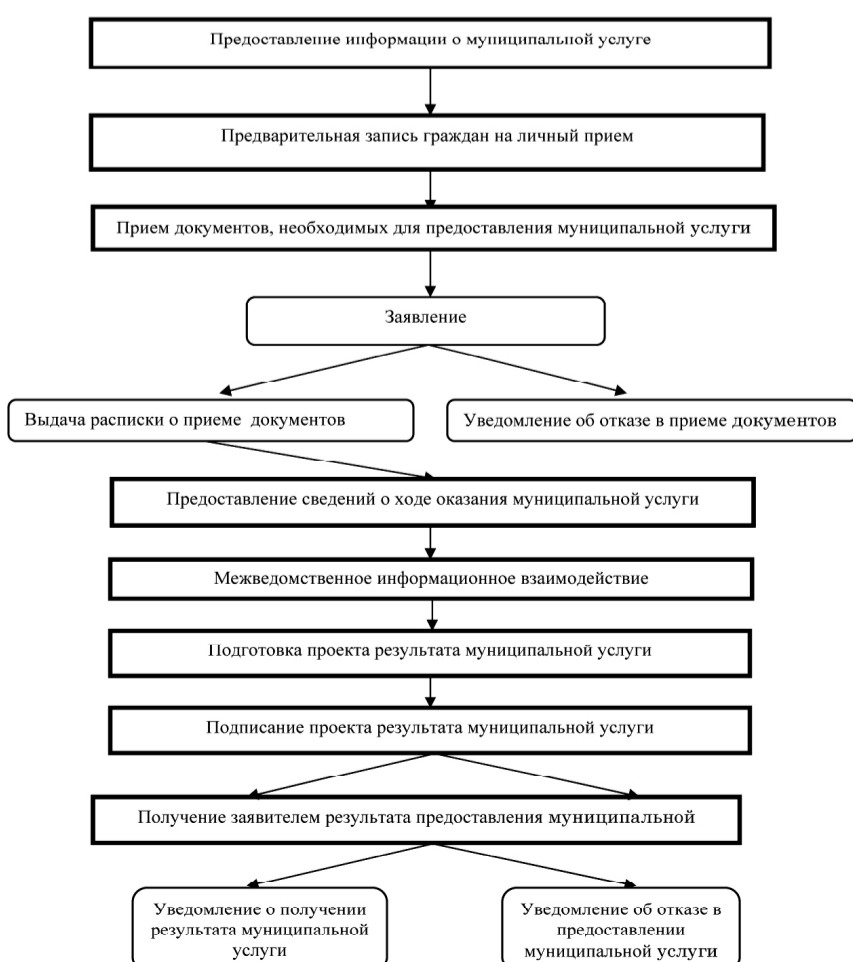 Предоставление информации о муниципальной услуге
Предварительная запись граждан на личный прием
Прием документов, необходимых для предоставления муниципальной услуги
Заявление
Выдача расписки о приеме документов
Уведомление об отказе в приеме документов
Предоставление сведений о ходе оказания муниципальной услуги
Межведомственное информационное взаимодействие
Подготовка проекта результата муниципальной услуги
Подписание проекта результата муниципальной услуги
Получение заявителем результата предоставления муниципальной
Уведомление о получении
результата муниципальной
услуги
Уведомление об отказе в
предоставлении
муниципальной услуги